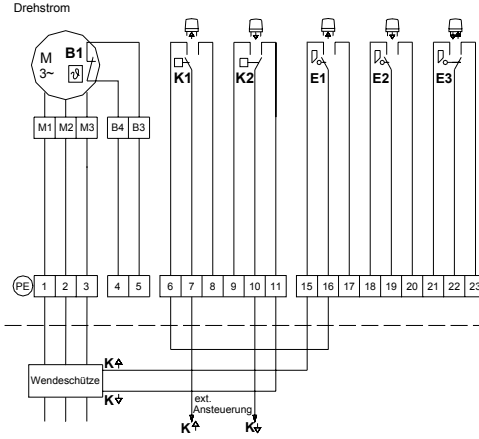 Drehstrom
M
3~
B1
ϑ
K1
K2
E1
E2
E3
M1 M2 M3 B4 B3
PE 1 2 3 4 5 6 7 8 9 10 11 15 16 17 18 19 20 21 22 23
K
Wendeschütze
K
ext.
Ansteuerung
K K